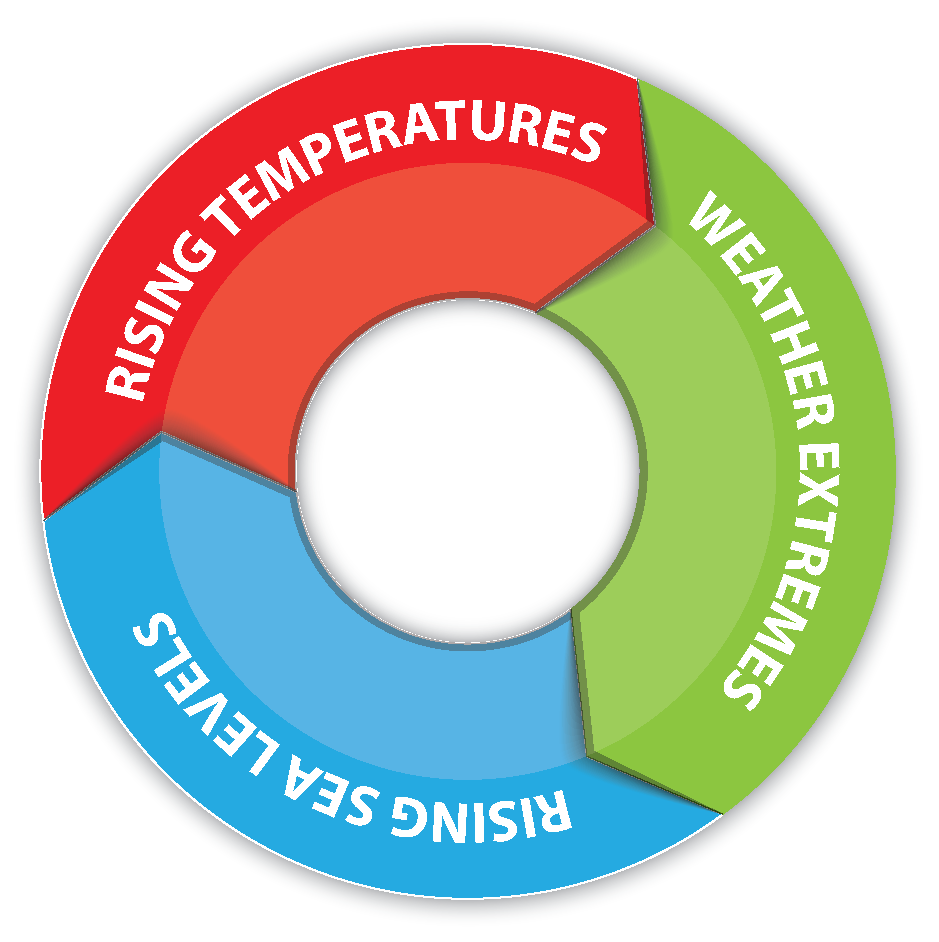 RISING TEMPERATURES
WEATHER EXTREMES
RISING SEA LEVELS